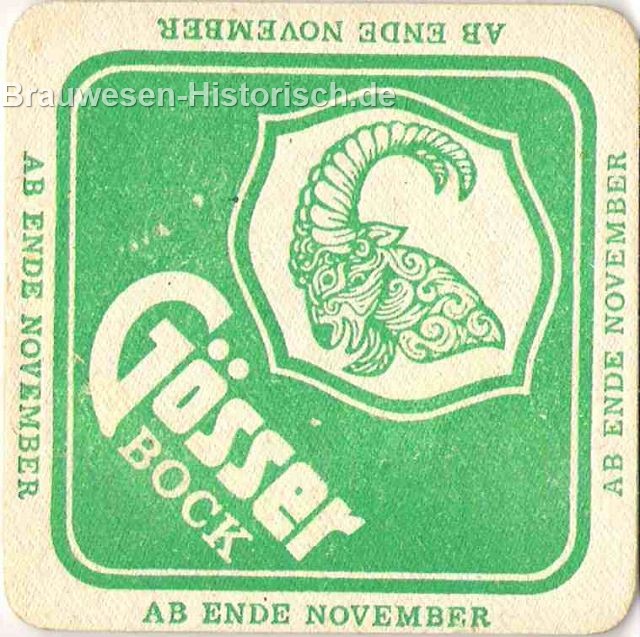 AB ENDE NOVEMBER
Brauwesen-Historisch.de
AB ENDE NOVEMBER
AB ENDE NOVEMBER
Gösser
BOCK
AB ENDE NOVEMBER